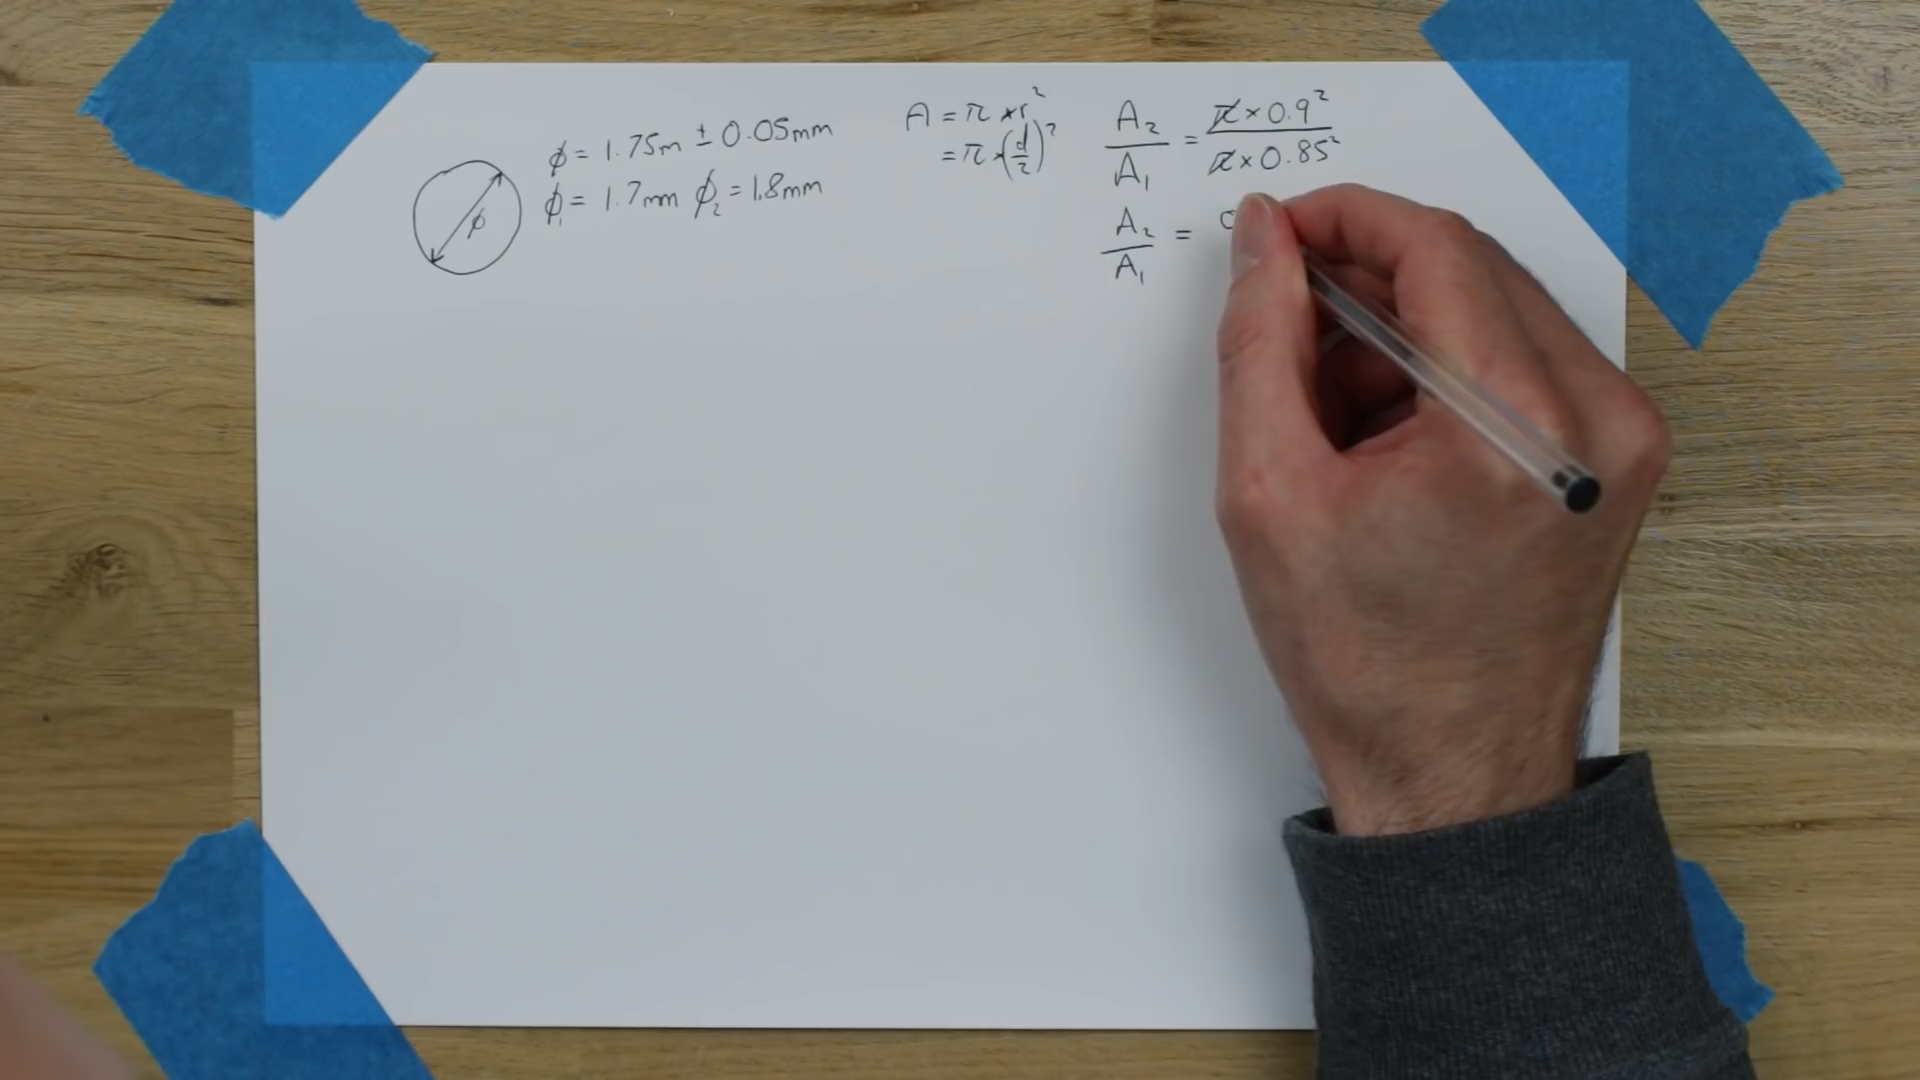 φ = 1.75m ± 0.05mm
φ₁ = 1.7mm φ₂ = 1.8mm
φ
A = π × r²
= π × (d/2)²
A₂/A₁ = π × 0.9² / π × 0.85²
A₂/A₁ = 0